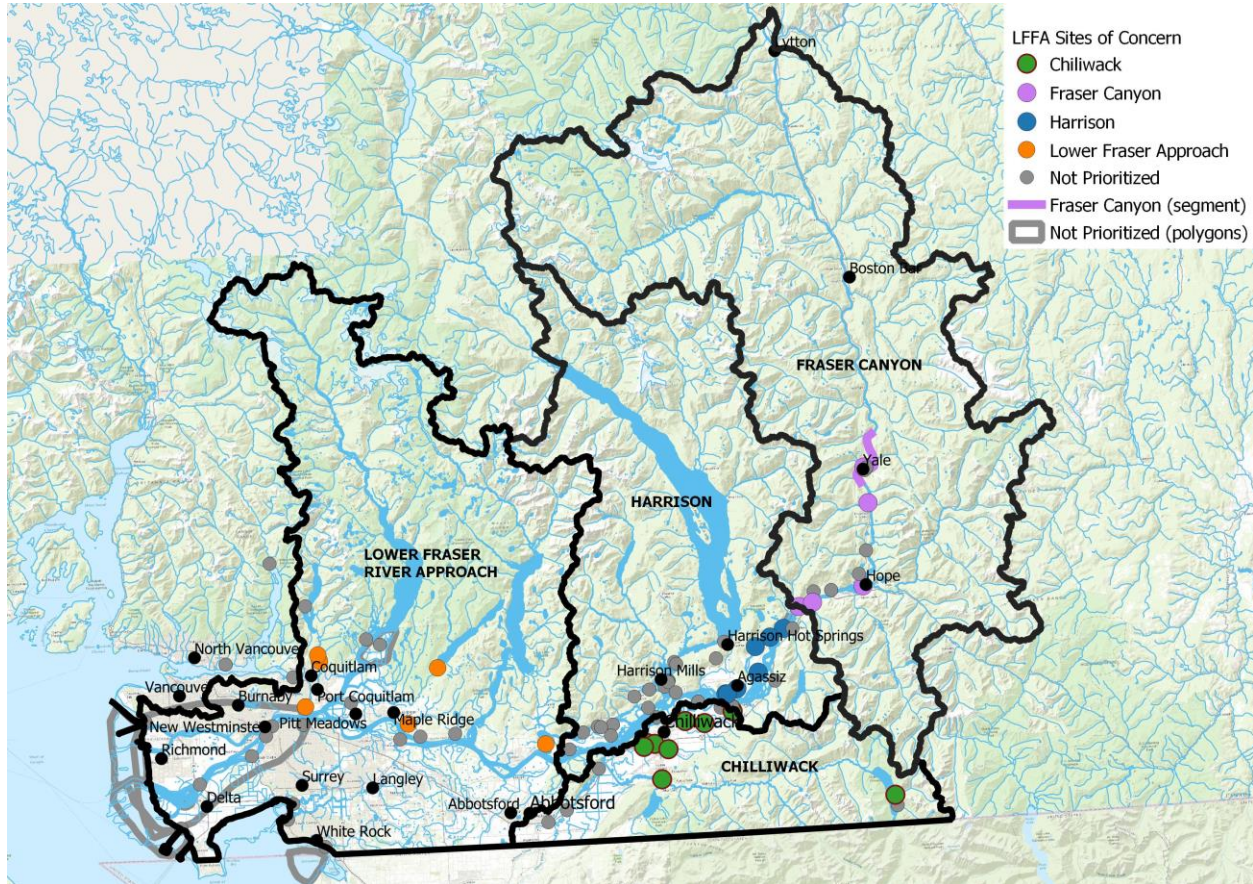 LFFA Sites of Concern
Chiliwack
Fraser Canyon
Harrison
Lower Fraser Approach
Not Prioritized
Fraser Canyon (segment)
Not Prioritized (polygons)
Lytton
Boston Bar
FRASER CANYON
Yale
HARRISON
LOWER FRASER
RIVER APPROACH
Hope
Harrison Hot Springs
North Vancouver
Coquitlam
Harrison Mills
Agassiz
Vancouver
Burnaby
Port Coquitlam
New Westminster
Pitt Meadows
Maple Ridge
Chilliwack
Richmond
CHILLIWACK
Surrey
Langley
Delta
Abbotsford
Abbotsford
White Rock